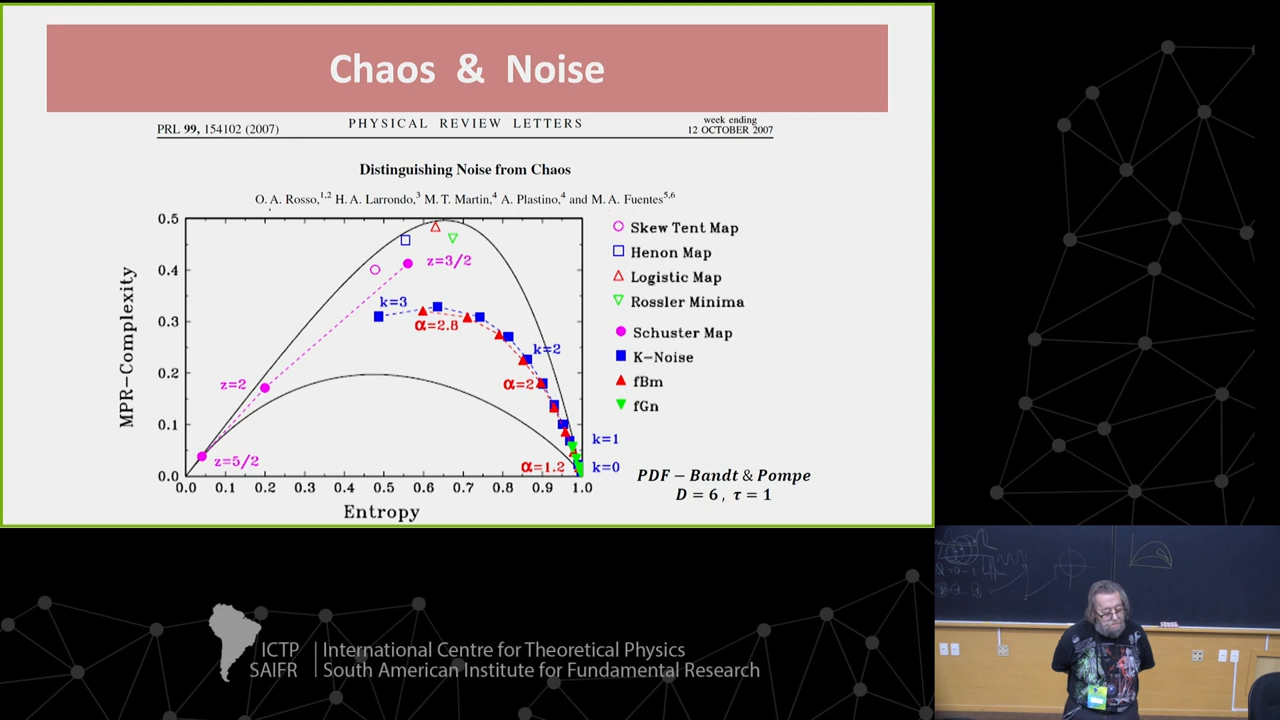 Chaos & Noise
PRL 99, 154102 (2007)
PHYSICAL REVIEW LETTERS
week ending
12 OCTOBER 2007
Distinguishing Noise from Chaos
O. A. Rosso,1,2 H. A. Larrondo,3 M. T. Martin,4 A. Plastino,4 and M. A. Fuentes5,6
0.5
0.4
0.3
0.2
0.1
0.0
MPR−Complexity
0.0 0.1 0.2 0.3 0.4 0.5 0.6 0.7 0.8 0.9 1.0
Entropy
z=3/2
k=3
α=2.8
k=2
z=2
α=2
k=1
z=5/2
α=1.2
k=0
Skew Tent Map
Henon Map
Logistic Map
Rossler Minima
Schuster Map
K−Noise
fBm
fGn
PDF − Bandt & Pompe
D = 6 , τ = 1
ICTP
SAIFR
International Centre for Theoretical Physics
South American Institute for Fundamental Research